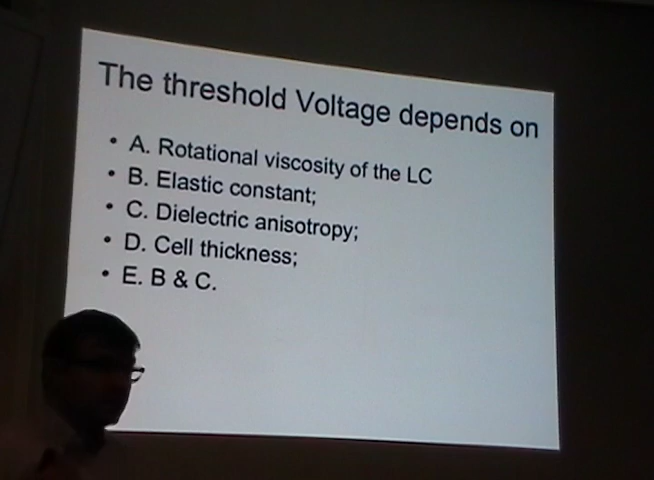 The threshold Voltage depends on
• A. Rotational viscosity of the LC
• B. Elastic constant;
• C. Dielectric anisotropy;
• D. Cell thickness;
• E. B & C.